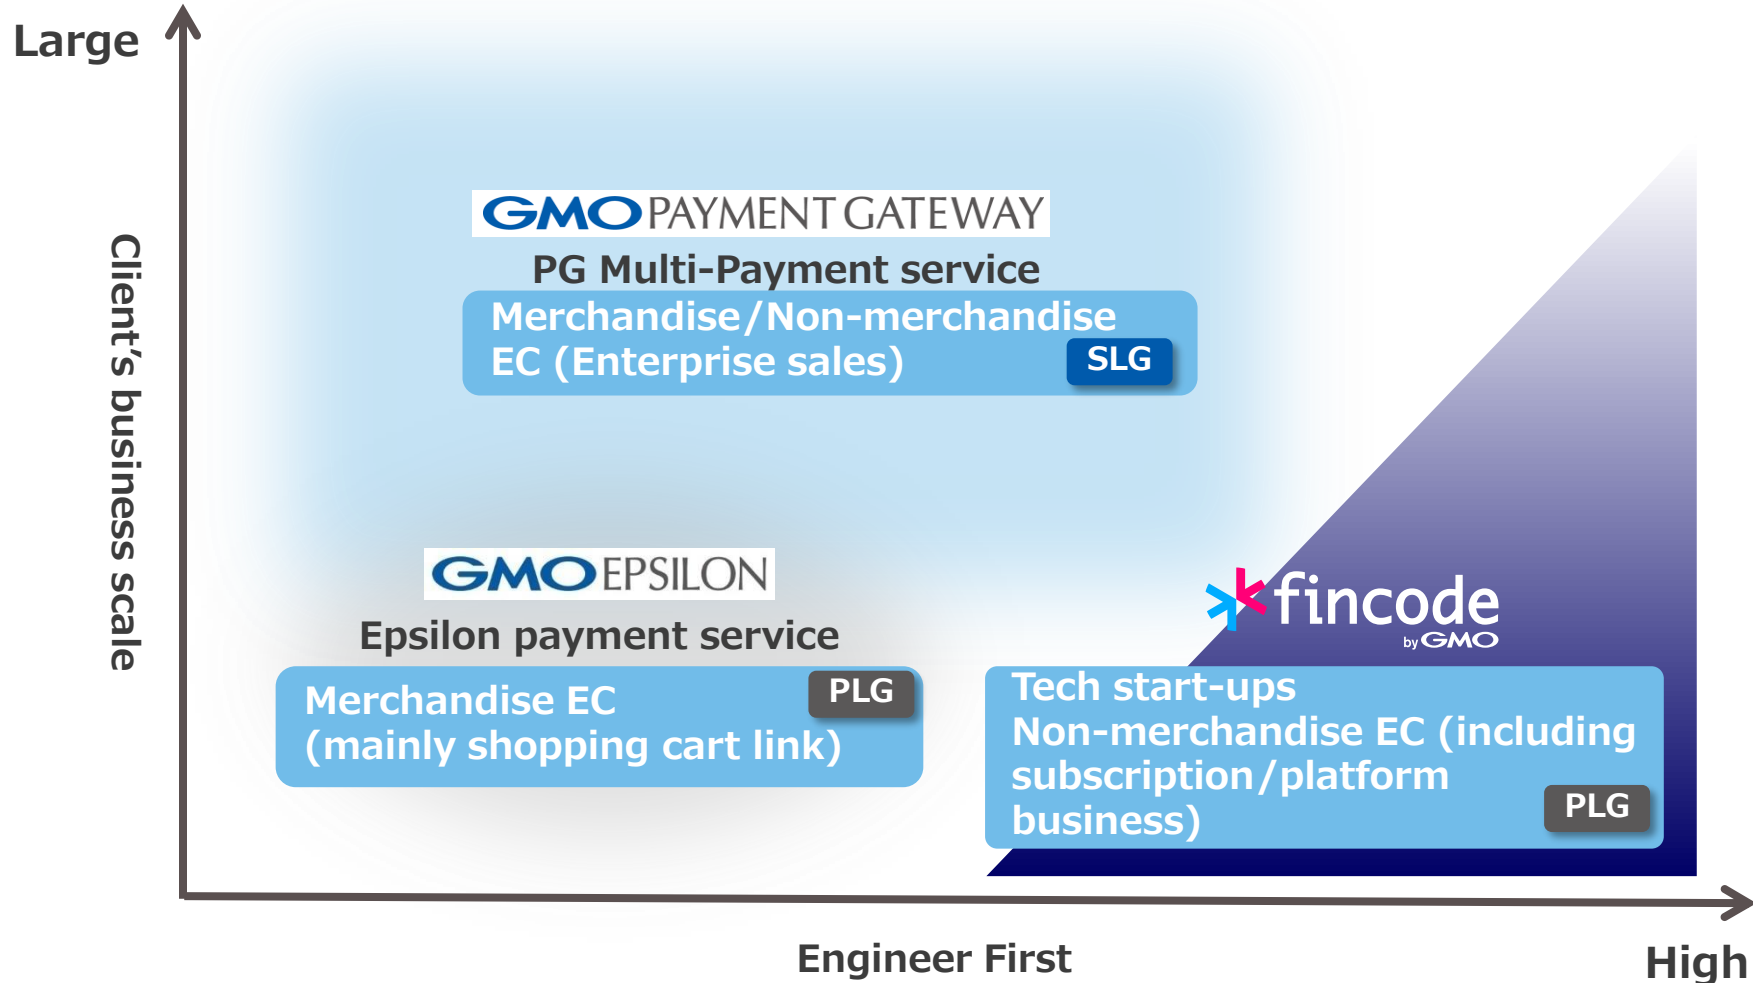 Large
Client's business scale
GMO PAYMENT GATEWAY
PG Multi-Payment service
Merchandise/Non-merchandise
EC (Enterprise sales)
SLG
GMO EPSILON
Epsilon payment service
Merchandise EC
(mainly shopping cart link)
PLG
fincode
by GMO
Tech start-ups
Non-merchandise EC (including
subscription/platform
business)
PLG
Engineer First
High